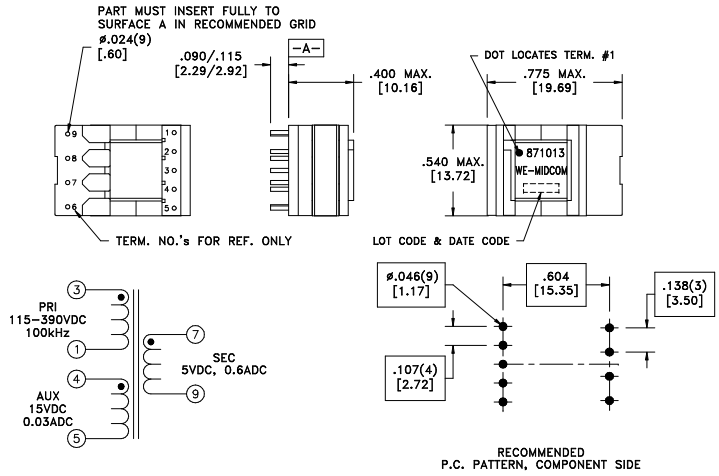 PART MUST INSERT FULLY TO
SURFACE A IN RECOMMENDED GRID
ø.024(9)
[.60]
.090/.115
[2.29/2.92]
-A-
.400 MAX.
[10.16]
DOT LOCATES TERM. #1
.775 MAX.
[19.69]
9
8
7
6
1
2
3
4
5
.540 MAX.
[13.72]
871013
WE-MIDCOM
TERM. NO.'s FOR REF. ONLY
LOT CODE & DATE CODE
3
PRI
115-390VDC
100kHz
1
4
AUX
15VDC
0.03ADC
5
7
SEC
5VDC, 0.6ADC
9
ø.046(9)
[1.17]
.604
[15.35]
.138(3)
[3.50]
.107(4)
[2.72]
RECOMMENDED
P.C. PATTERN, COMPONENT SIDE